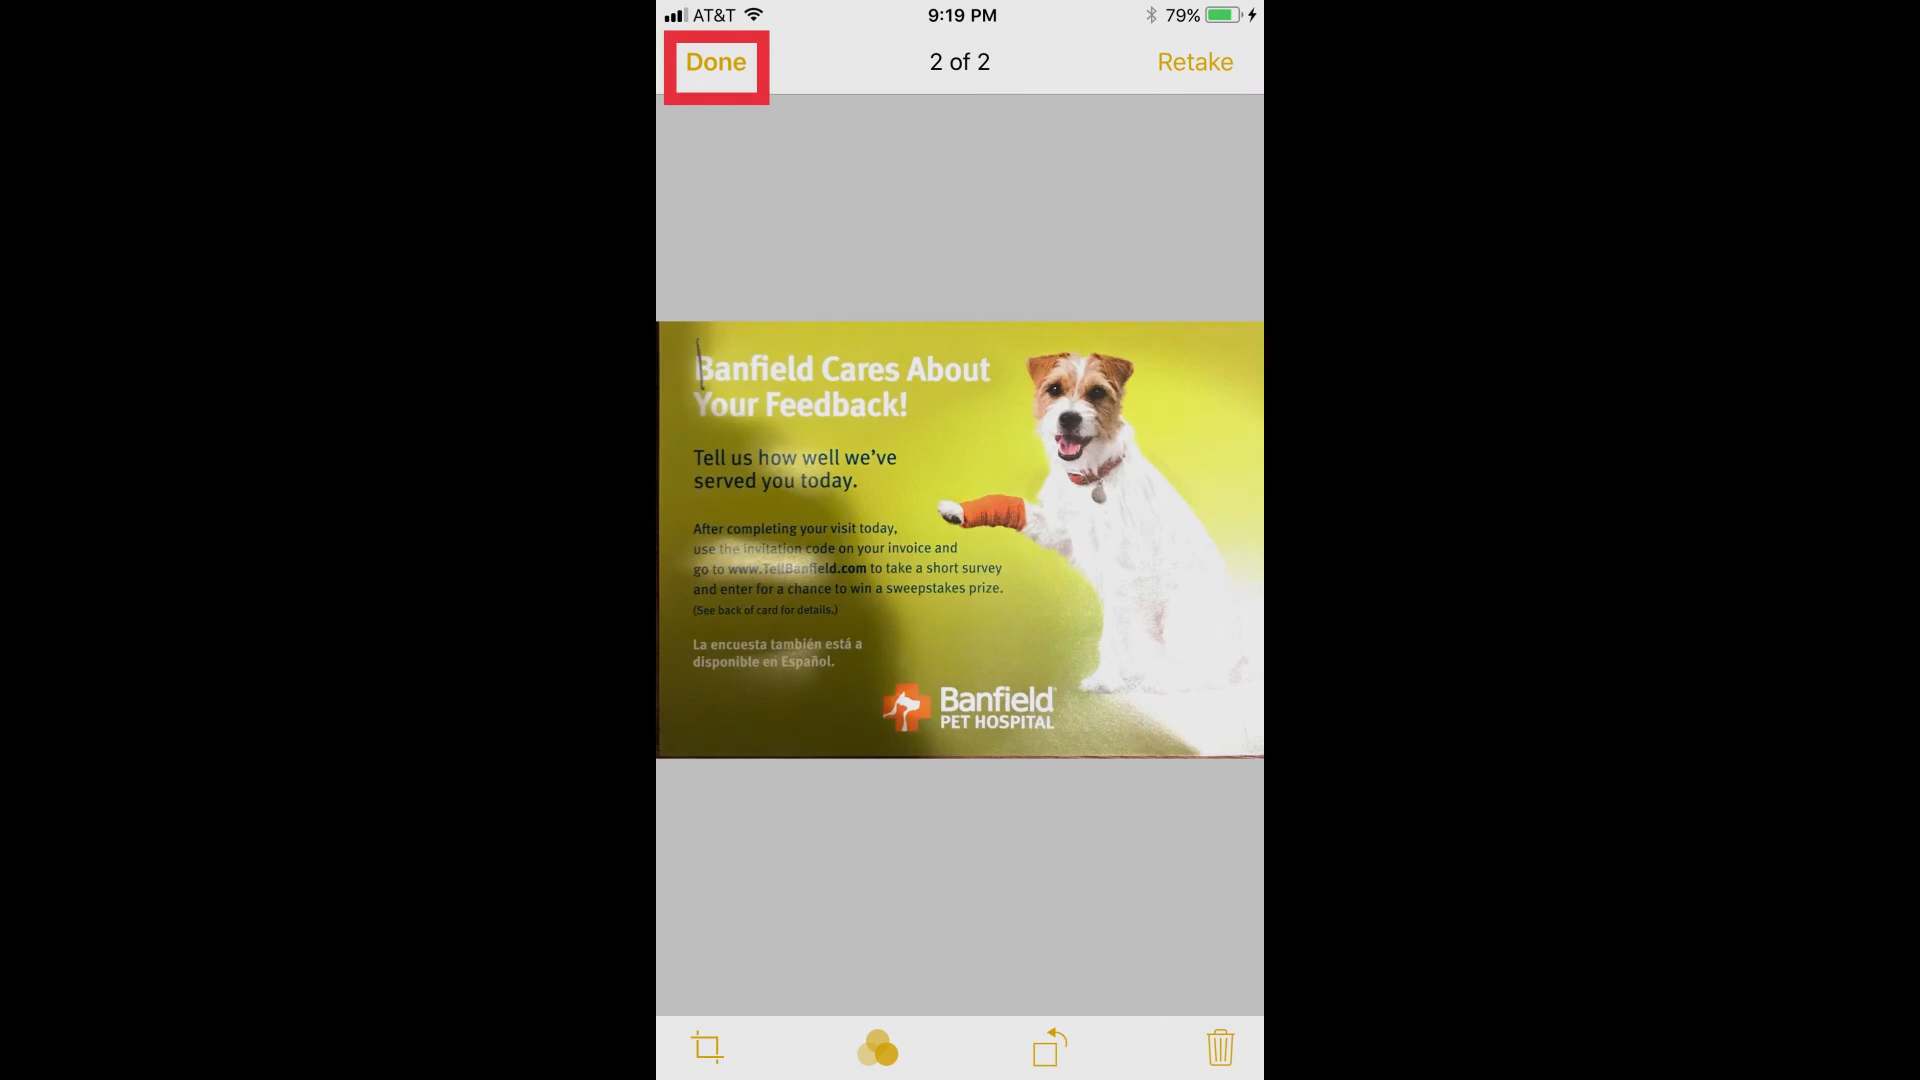 AT&T 9:19 PM 79%
Done 2 of 2 Retake
Banfield Cares About
Your Feedback!
Tell us how well we've
served you today.
After completing your visit today,
use the invitation code on your invoice and
go to www.TellBanfield.com to take a short survey
and enter for a chance to win a sweepstakes prize.
(See back of card for details.)
La encuesta también está a
disponible en Español.
Banfield
PET HOSPITAL